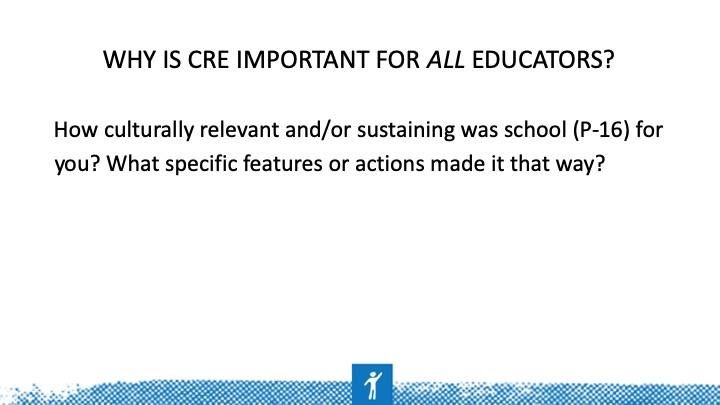 WHY IS CRE IMPORTANT FOR ALL EDUCATORS?
How culturally relevant and/or sustaining was school (P-16) for
you? What specific features or actions made it that way?